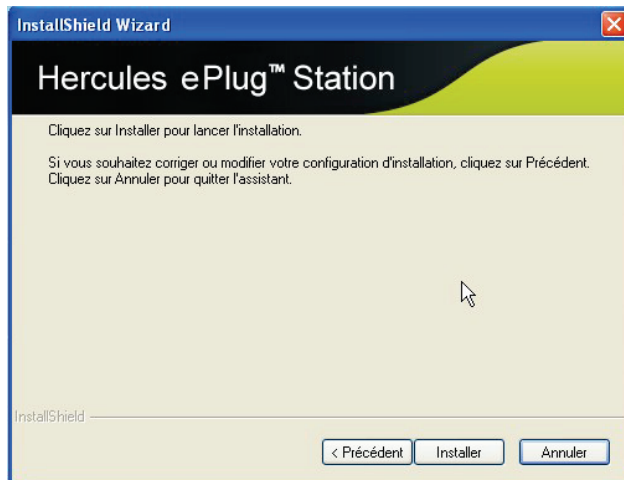 InstallShield Wizard
Hercules ePlug™ Station
Cliquez sur Installer pour lancer l'installation.
Si vous souhaitez corriger ou modifier votre configuration d'installation, cliquez sur Précédent.
Cliquez sur Annuler pour quitter l'assistant.
InstallShield
< Précédent Installer Annuler